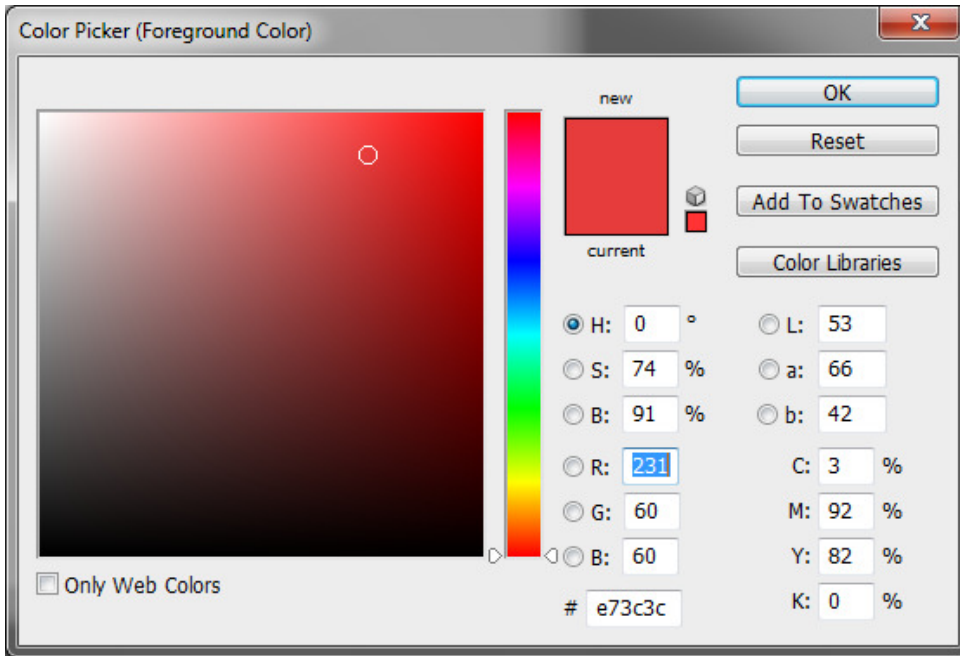 Color Picker (Foreground Color)
new
current
OK
Reset
Add To Swatches
Color Libraries
H: 0 °
S: 74 %
B: 91 %
R: 231
G: 60
B: 60
# e73c3c
L: 53
a: 66
b: 42
C: 3 %
M: 92 %
Y: 82 %
K: 0 %
Only Web Colors